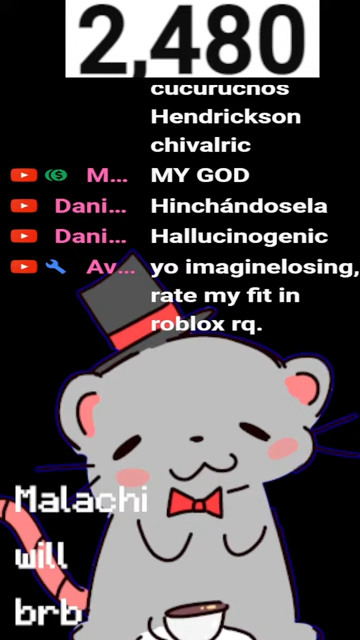 2,480
cucuruchos
Hendrickson
chivalric
M... MY GOD
Dani... Hinchándosela
Dani... Hallucinogenic
Av... yo imaginelosing,
rate my fit in
roblox rq.
Malachi
will
brb